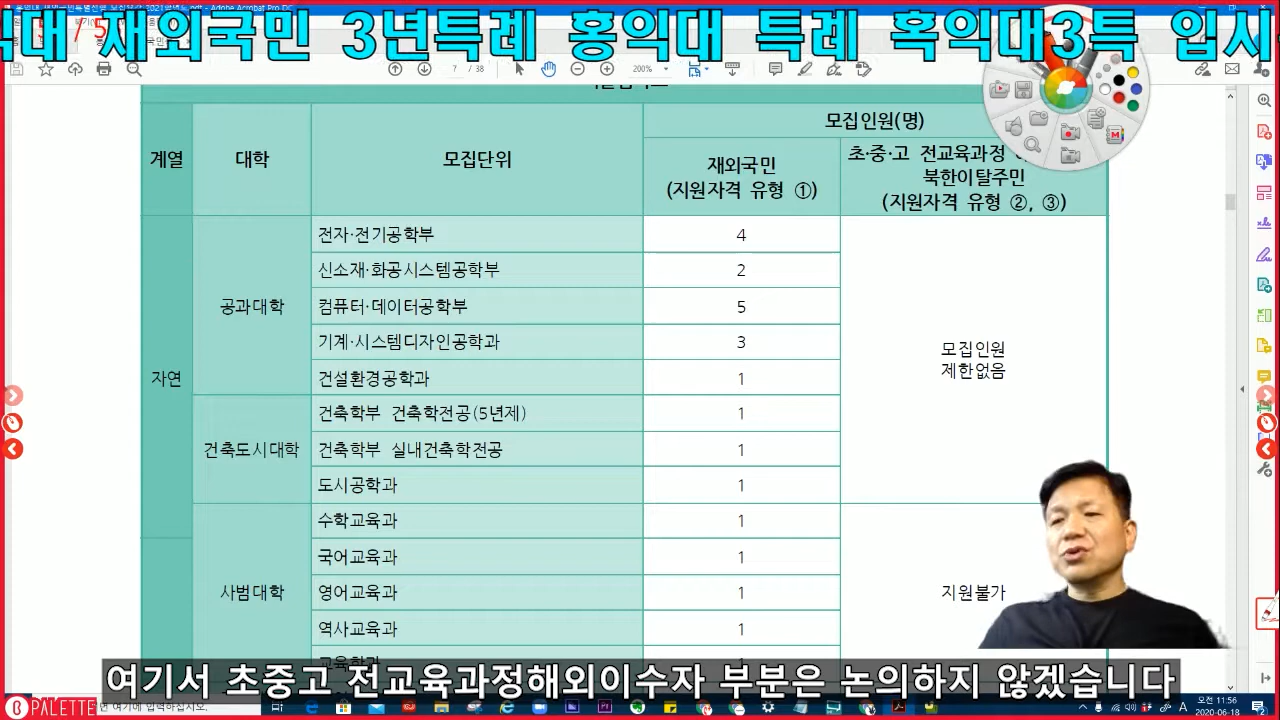 익대 재외국민 3년특례 홍익대 특례 혹익대3특 입시
7 / 38
200%
모집인원(명)
계열
대학
모집단위
재외국민
(지원자격 유형 ①)
초·중·고 전교육과정
북한이탈주민
(지원자격 유형 ②, ③)
자연
공과대학
전자·전기공학부
4
신소재·화공시스템공학부
2
컴퓨터·데이터공학부
5
기계·시스템디자인공학과
3
건설환경공학과
1
모집인원
제한없음
건축도시대학
건축학부 건축학전공(5년제)
1
건축학부 실내건축학전공
1
도시공학과
1
사범대학
수학교육과
1
국어교육과
1
영어교육과
1
역사교육과
1
지원불가
여기서 초중고 전교육과정해외이수자 부분은 논의하지 않겠습니다
PALETTE
오전 11:56
2020-06-18